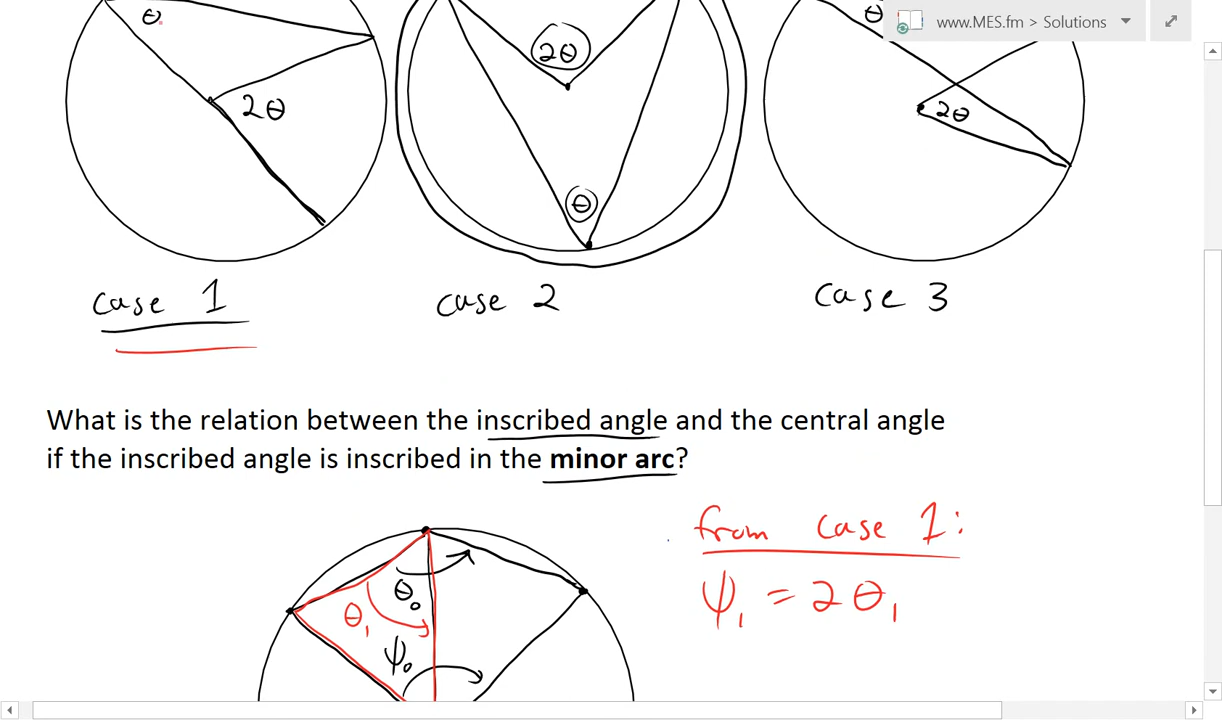 www.MES.fm > Solutions
θ
2θ
2θ
θ
θ
2θ
case 1
case 2
case 3
What is the relation between the inscribed angle and the central angle
if the inscribed angle is inscribed in the minor arc?
from case 1:
ψ₁ = 2θ₁
θ₀
θ₁
ψ₀